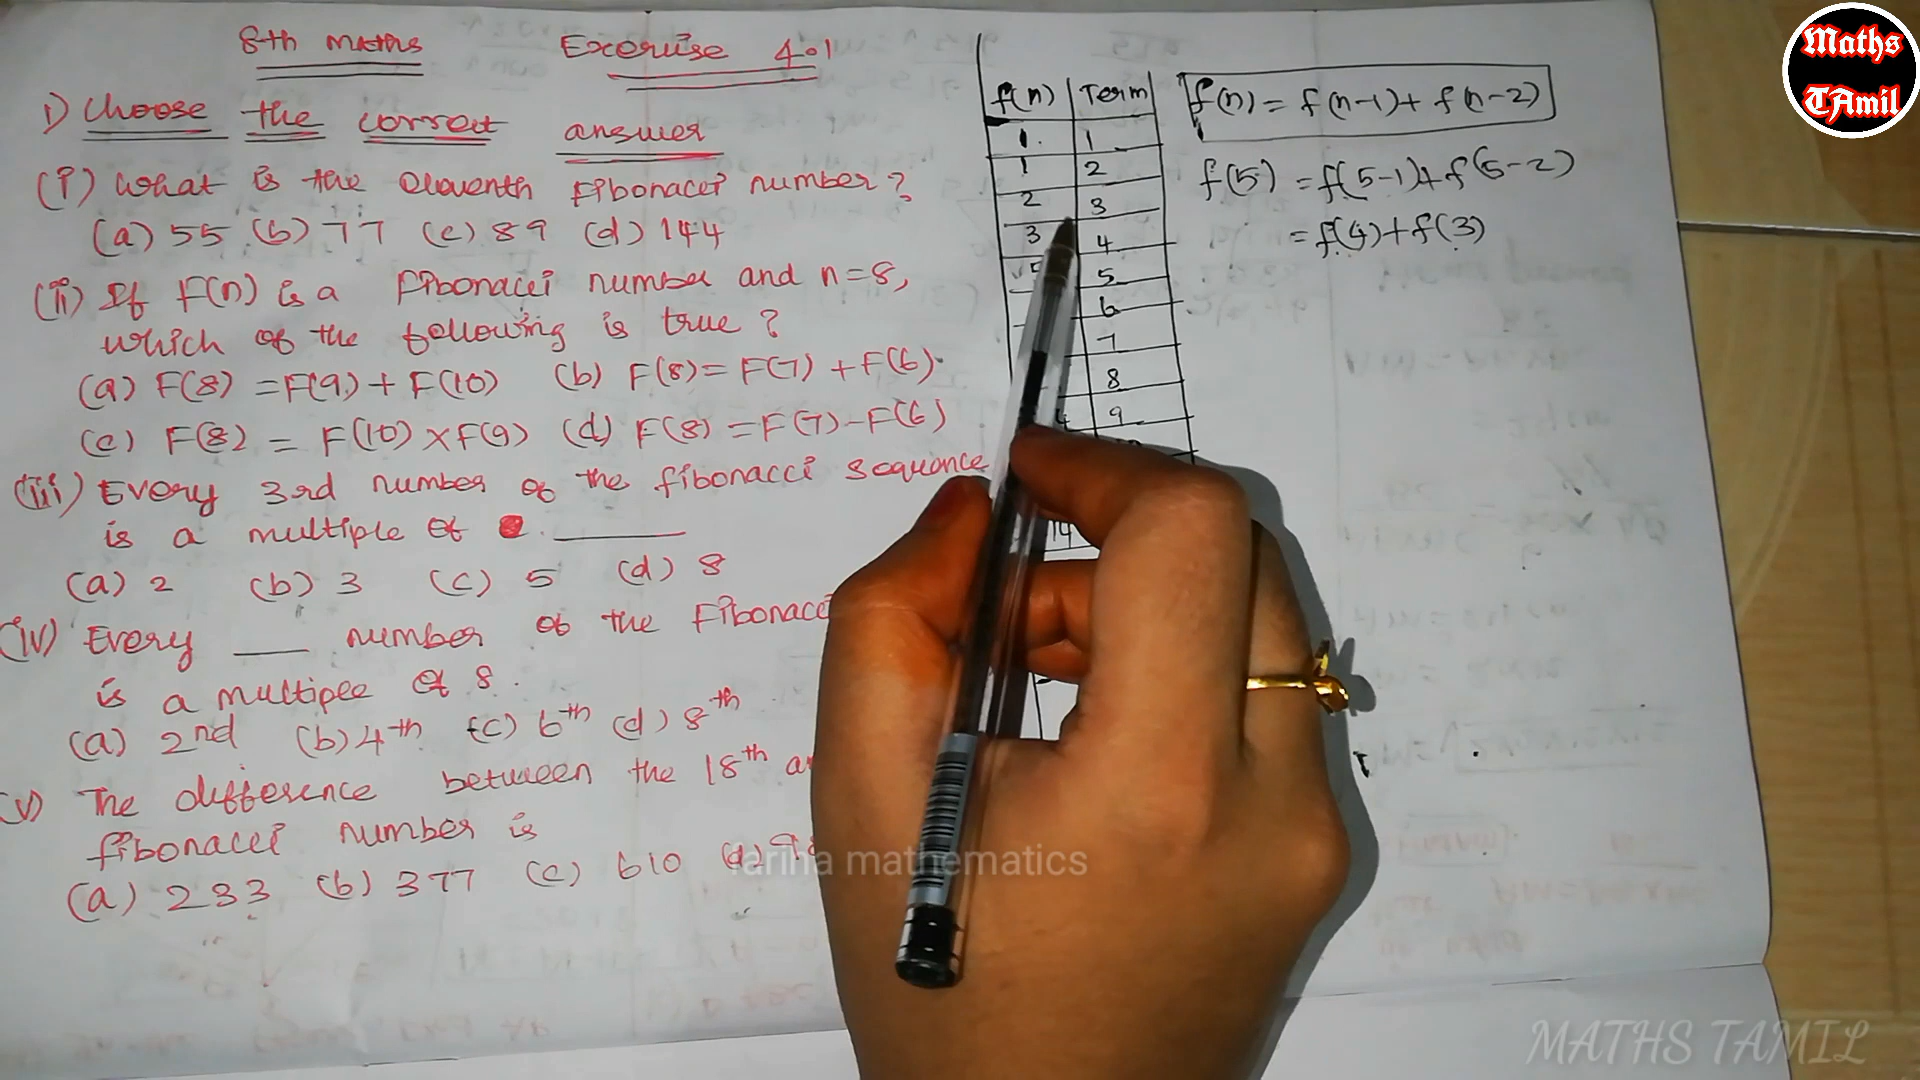 8th maths Exercise 4.1
1) Choose the correct answer
(i) What is the eleventh Fibonacci number?
(a) 55 (b) 77 (c) 89 (d) 144
(ii) If F(n) is a Fibonacci number and n=8,
which of the following is true?
(a) F(8) = F(9) + F(10) (b) F(8) = F(7) + F(6)
(c) F(8) = F(10) × F(9) (d) F(8) = F(7) - F(6)
(iii) Every 3rd number of the fibonacci sequence
is a multiple of
(a) 2 (b) 3 (c) 5 (d) 8
(iv) Every ___ number of the
is a multiple of 8.
(a) 2nd (b) 4th (c) 6th (d) 8th
(v) The difference between the 18th
fibonacci number is
(a) 233 (b) 377 (c) 610 (d)
f(n) Term
1. 1
1 2
2 3
3 4
5
6
7
8
9
14
f(n) = f(n-1) + f(n-2)
f(5) = f(5-1) + f(5-2)
= f(4) + f(3)
Maths
TAmil
farina mathematics
MATHS TAMIL